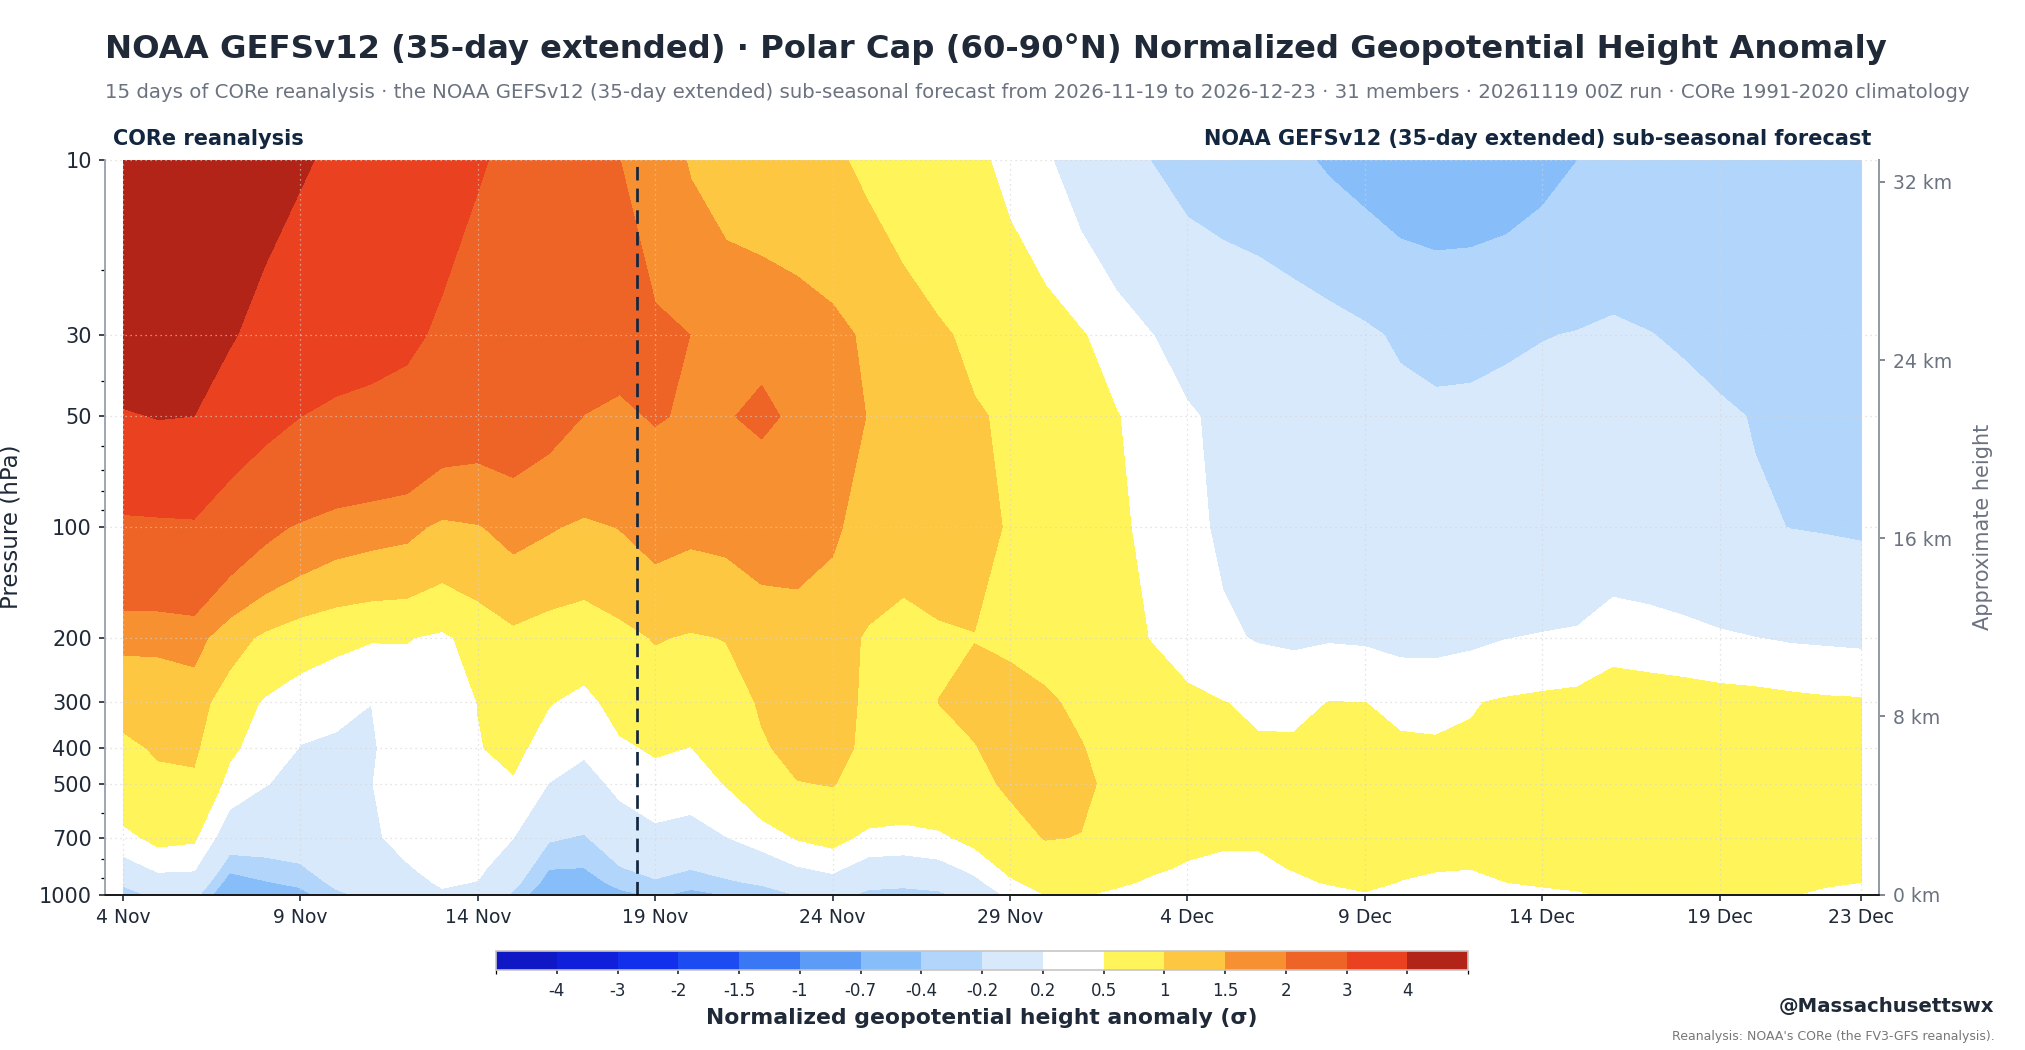 NOAA GEFSv12 (35-day extended) · Polar Cap (60-90°N) Normalized Geopotential Height Anomaly
15 days of CORe reanalysis · the NOAA GEFSv12 (35-day extended) sub-seasonal forecast from 2026-11-19 to 2026-12-23 · 31 members · 20261119 00Z run · CORe 1991-2020 climatology
CORe reanalysis
NOAA GEFSv12 (35-day extended) sub-seasonal forecast
Pressure (hPa)
10
30
50
100
200
300
400
500
700
1000
32 km
24 km
16 km
8 km
0 km
Approximate height
4 Nov
9 Nov
14 Nov
19 Nov
24 Nov
29 Nov
4 Dec
9 Dec
14 Dec
19 Dec
23 Dec
-4
-3
-2
-1.5
-1
-0.7
-0.4
-0.2
0.2
0.5
1
1.5
2
3
4
Normalized geopotential height anomaly (σ)
@Massachusettswx
Reanalysis: NOAA's CORe (the FV3-GFS reanalysis).